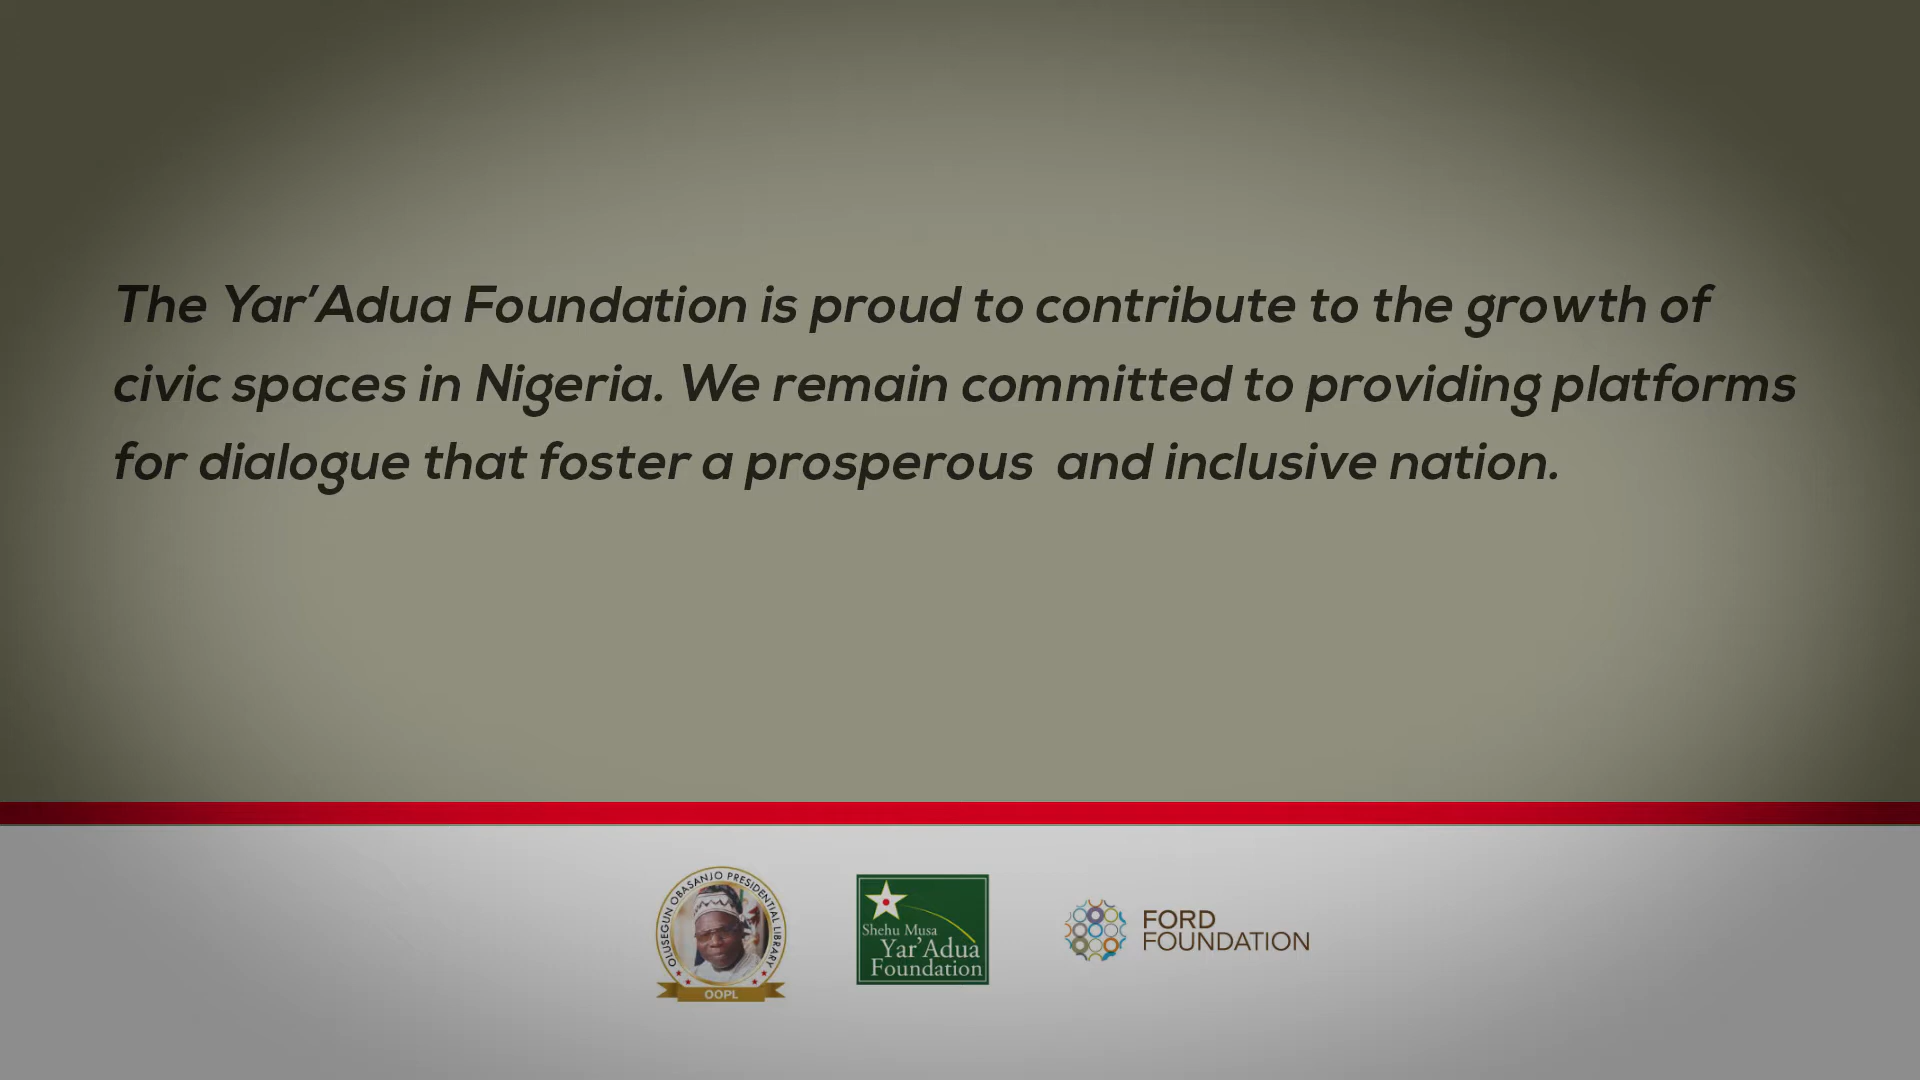 The Yar’Adua Foundation is proud to contribute to the growth of
civic spaces in Nigeria. We remain committed to providing platforms
for dialogue that foster a prosperous  and inclusive nation.
OLUSEGUN OBASANJO PRESIDENTIAL LIBRARY
OOPL
Shehu Musa
Yar’Adua
Foundation
FORD
FOUNDATION